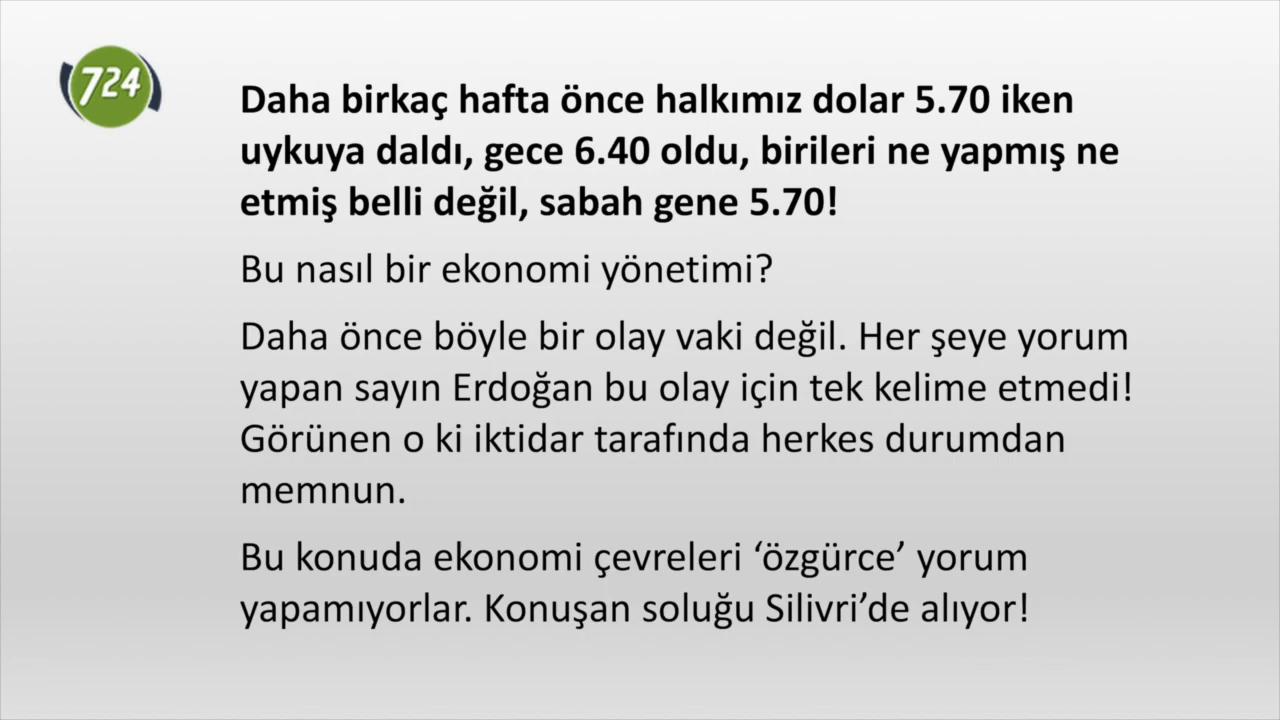 724
Daha birkaç hafta önce halkımız dolar 5.70 iken
uykuya daldı, gece 6.40 oldu, birileri ne yapmış ne
etmiş belli değil, sabah gene 5.70!
Bu nasıl bir ekonomi yönetimi?
Daha önce böyle bir olay vaki değil. Her şeye yorum
yapan sayın Erdoğan bu olay için tek kelime etmedi!
Görünen o ki iktidar tarafında herkes durumdan
memnun.
Bu konuda ekonomi çevreleri ‘özgürce’ yorum
yapamıyorlar. Konuşan soluğu Silivri’de alıyor!